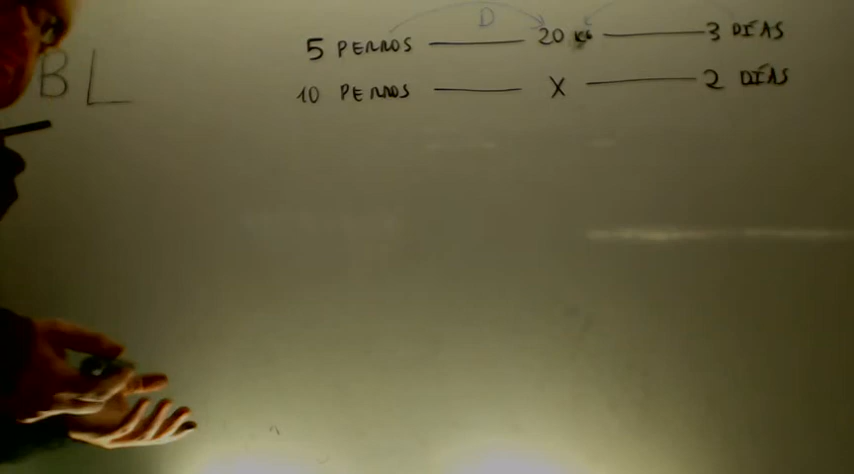 D
5 PERROS 20 KG 3 DÍAS
10 PERROS X 2 DÍAS
BL